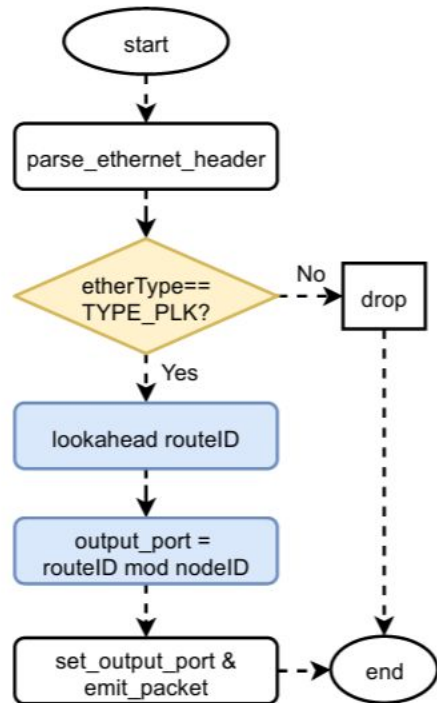 start
parse_ethernet_header
etherType==
TYPE_PLK?
No
drop
Yes
lookahead routeID
output_port =
routeID mod nodeID
set_output_port &
emit_packet
end